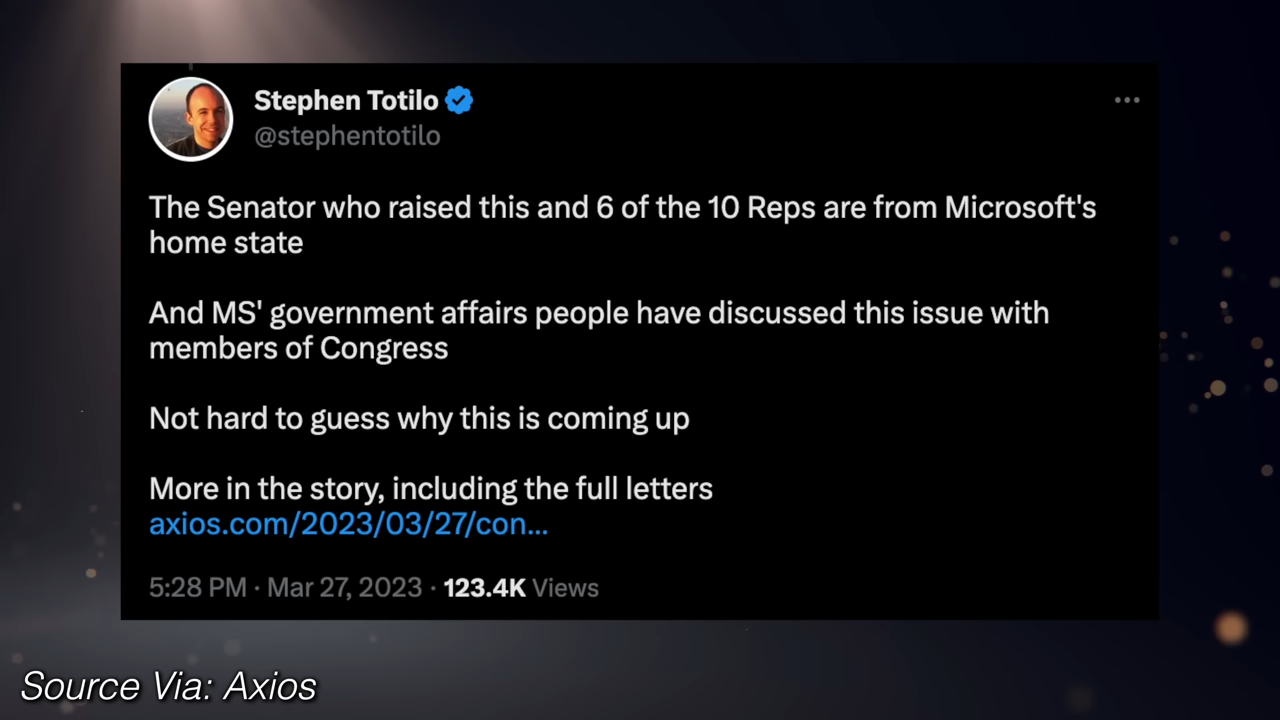 Stephen Totilo
@stephentotilo
The Senator who raised this and 6 of the 10 Reps are from Microsoft's
home state
And MS' government affairs people have discussed this issue with
members of Congress
Not hard to guess why this is coming up
More in the story, including the full letters
axios.com/2023/03/27/con...
5:28 PM · Mar 27, 2023 · 123.4K Views
Source Via: Axios